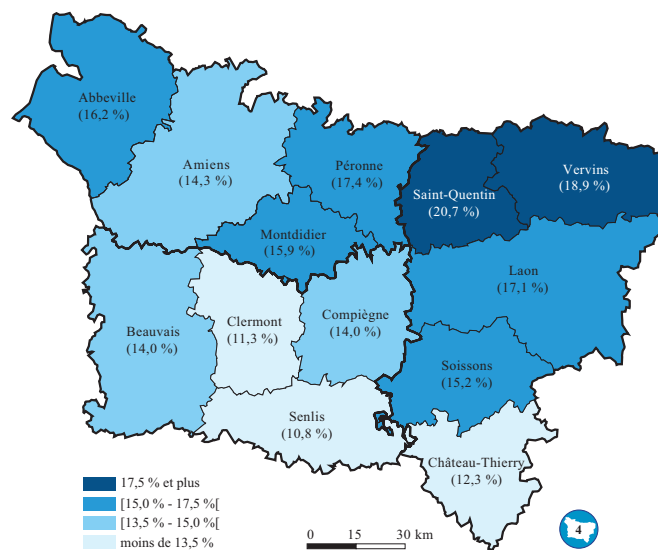 Abbeville
(16,2 %)
Amiens
(14,3 %)
Péronne
(17,4 %)
Saint-Quentin
(20,7 %)
Vervins
(18,9 %)
Montdidier
(15,9 %)
Laon
(17,1 %)
Beauvais
(14,0 %)
Clermont
(11,3 %)
Compiègne
(14,0 %)
Soissons
(15,2 %)
Senlis
(10,8 %)
Château-Thierry
(12,3 %)
17,5 % et plus
[15,0 % - 17,5 %[
[13,5 % - 15,0 %[
moins de 13,5 %
0 15 30 km
4